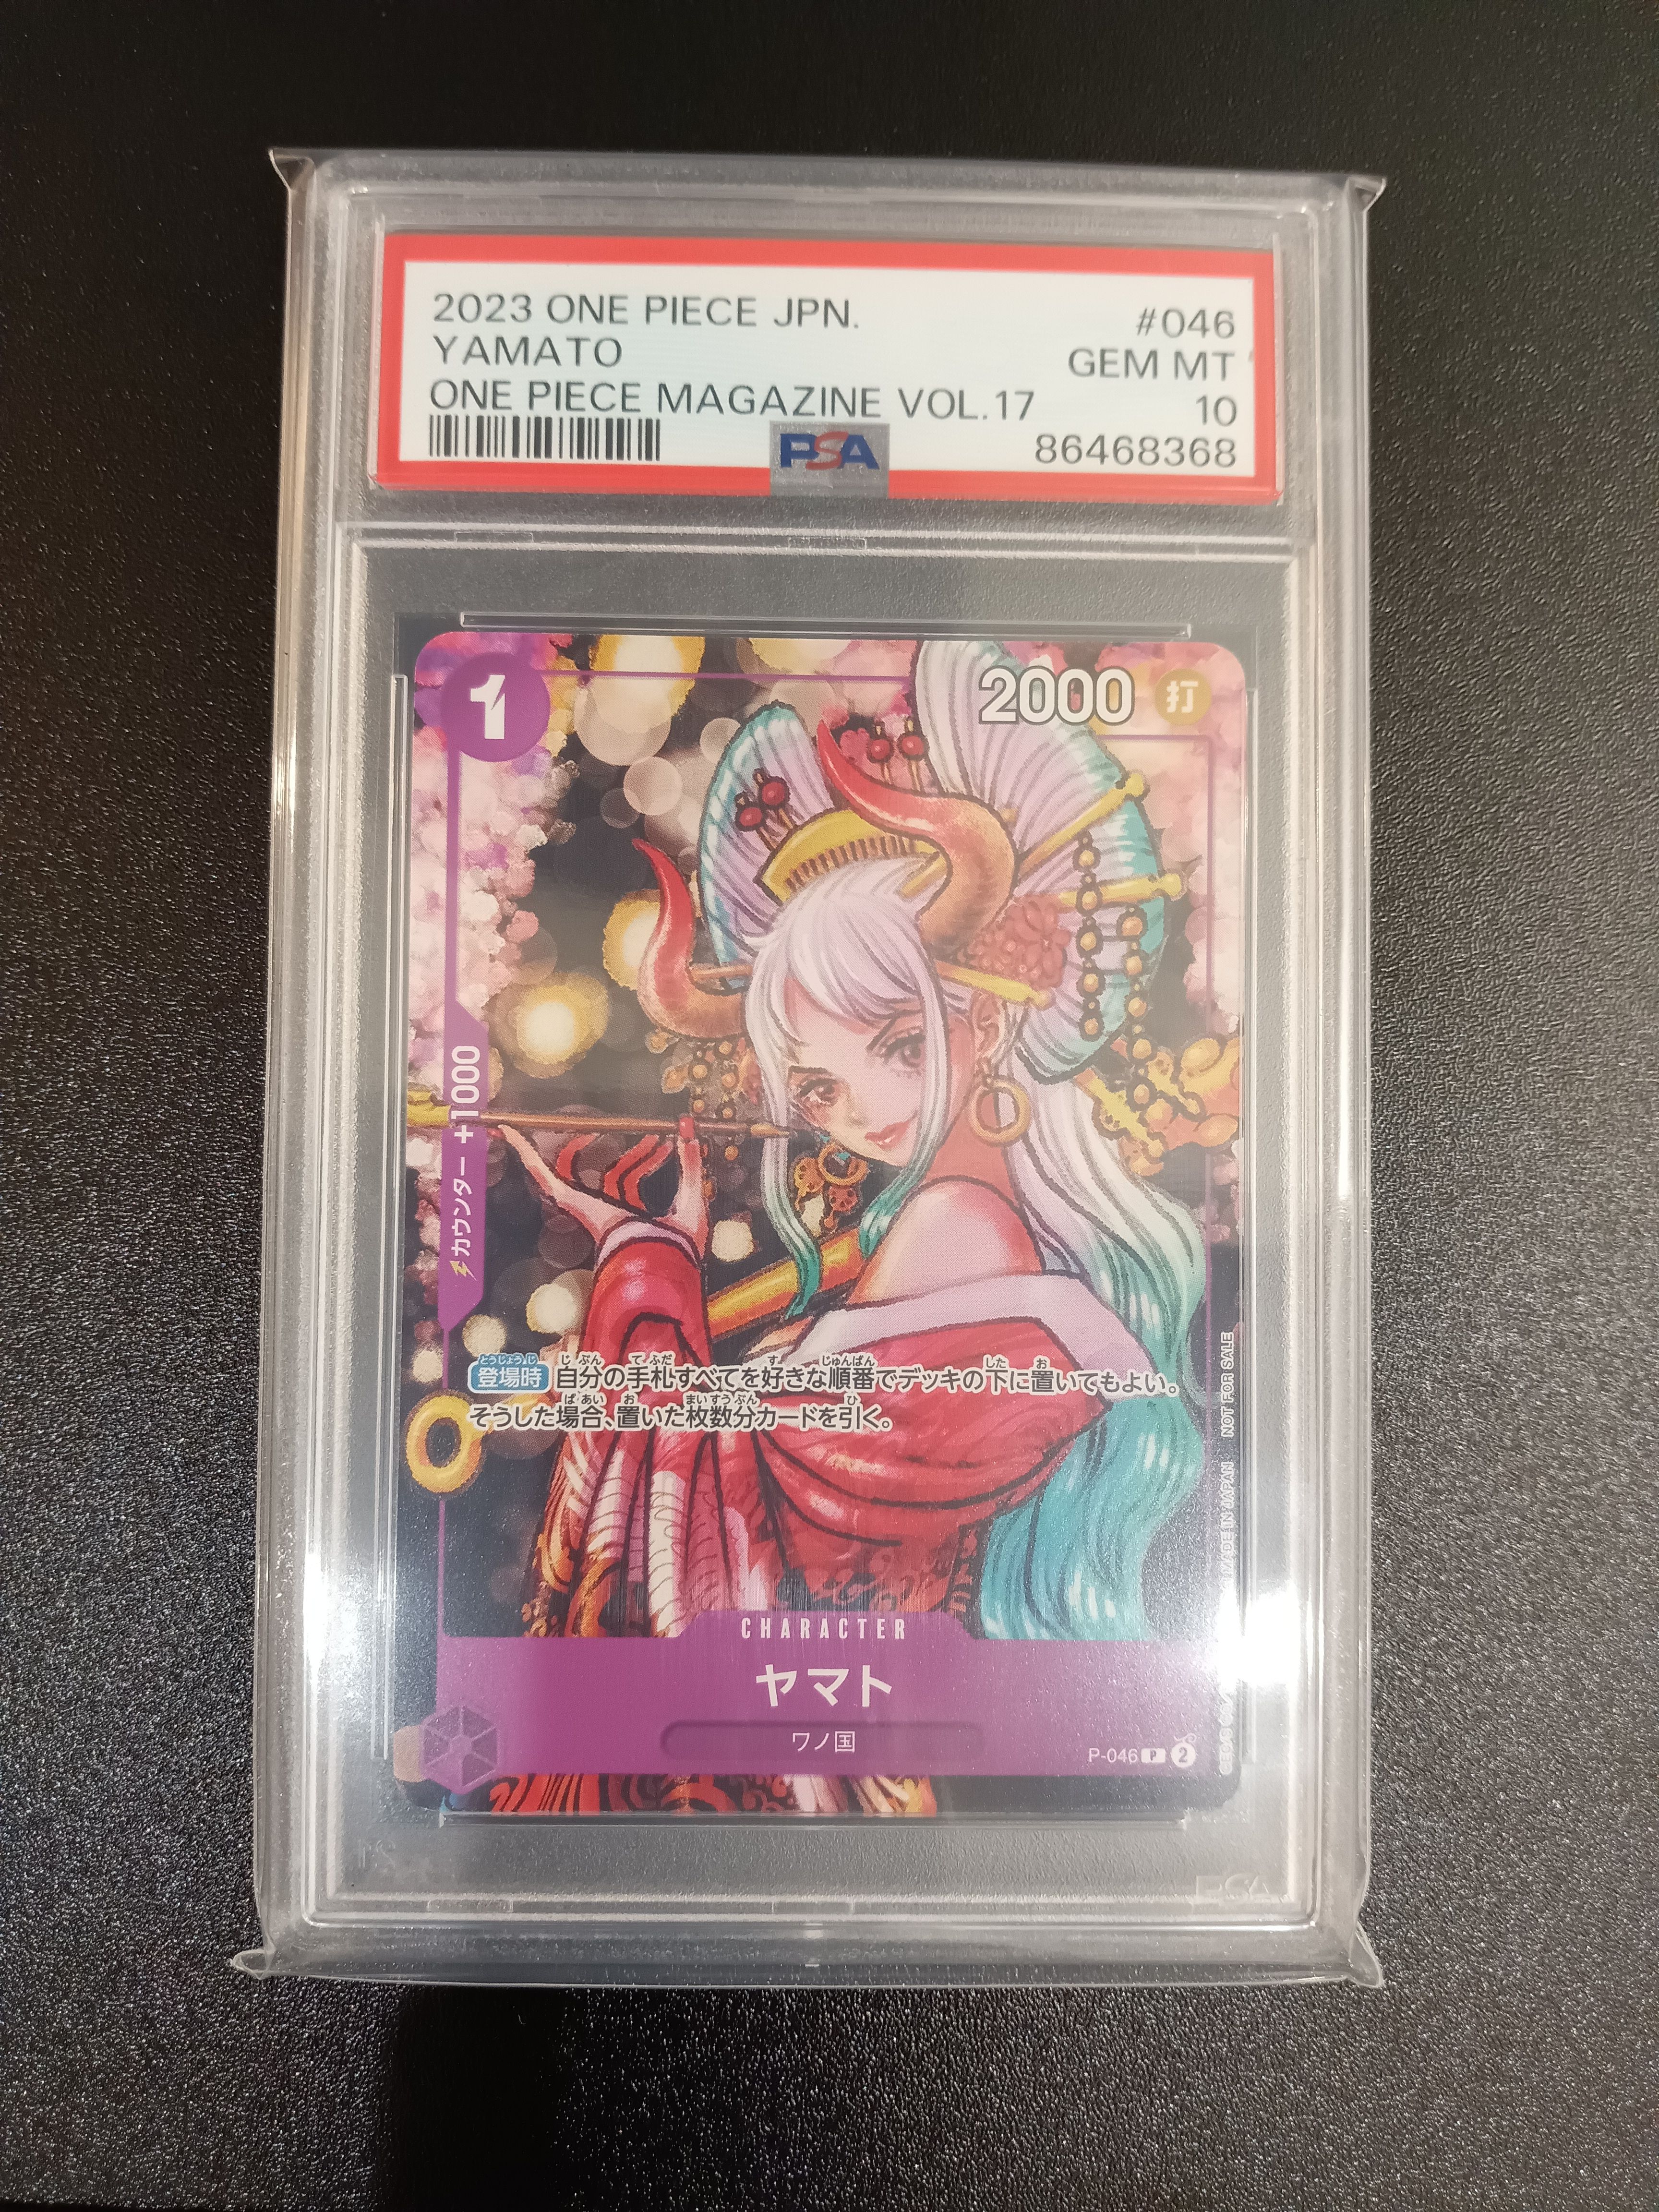 2023 ONE PIECE JPN. #046
YAMATO GEM MT
ONE PIECE MAGAZINE VOL.17 10
PSA 86468368
1 2000 打
カウンター +1000
登場時 自分の手札すべてを好きな順番でデッキの下に置いてもよい。
そうした場合、置いた枚数分カードを引く。
MADE IN JAPAN NOT FOR SALE
CHARACTER
ヤマト
ワノ国
P-046 P 2
PSA